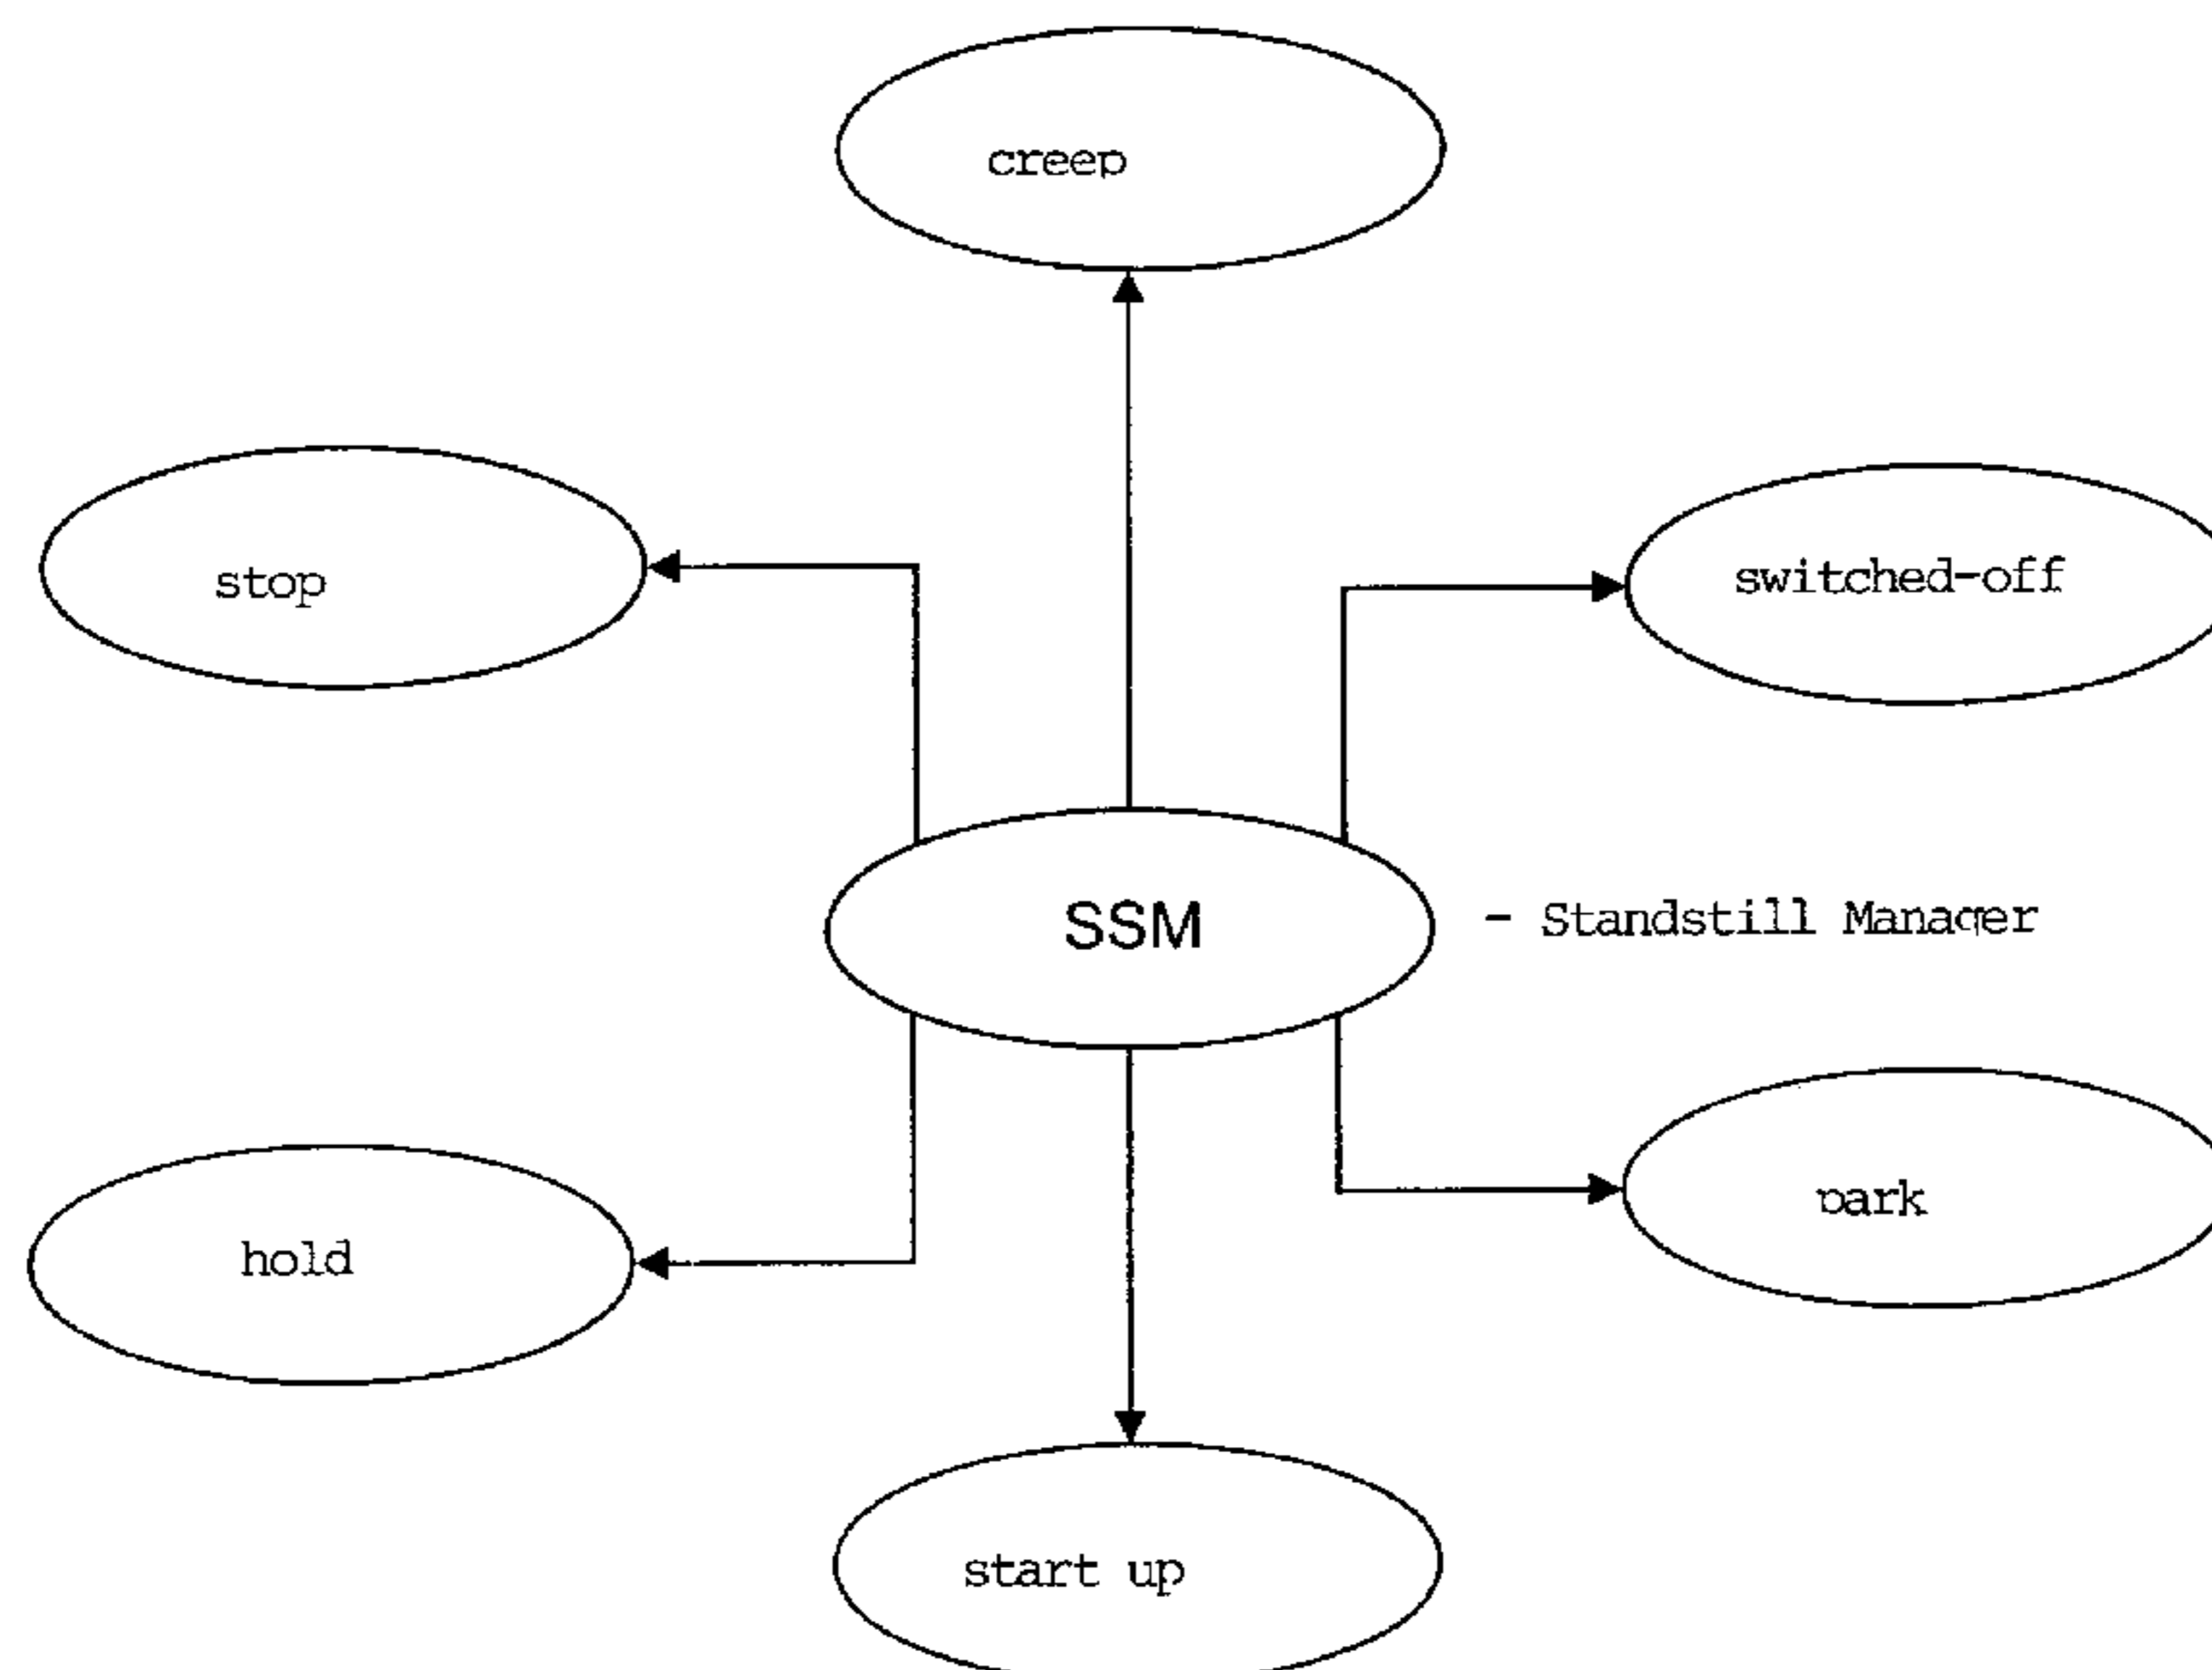 creep
stop
switched-off
SSM
- Standstill Manager
hold
park
start up